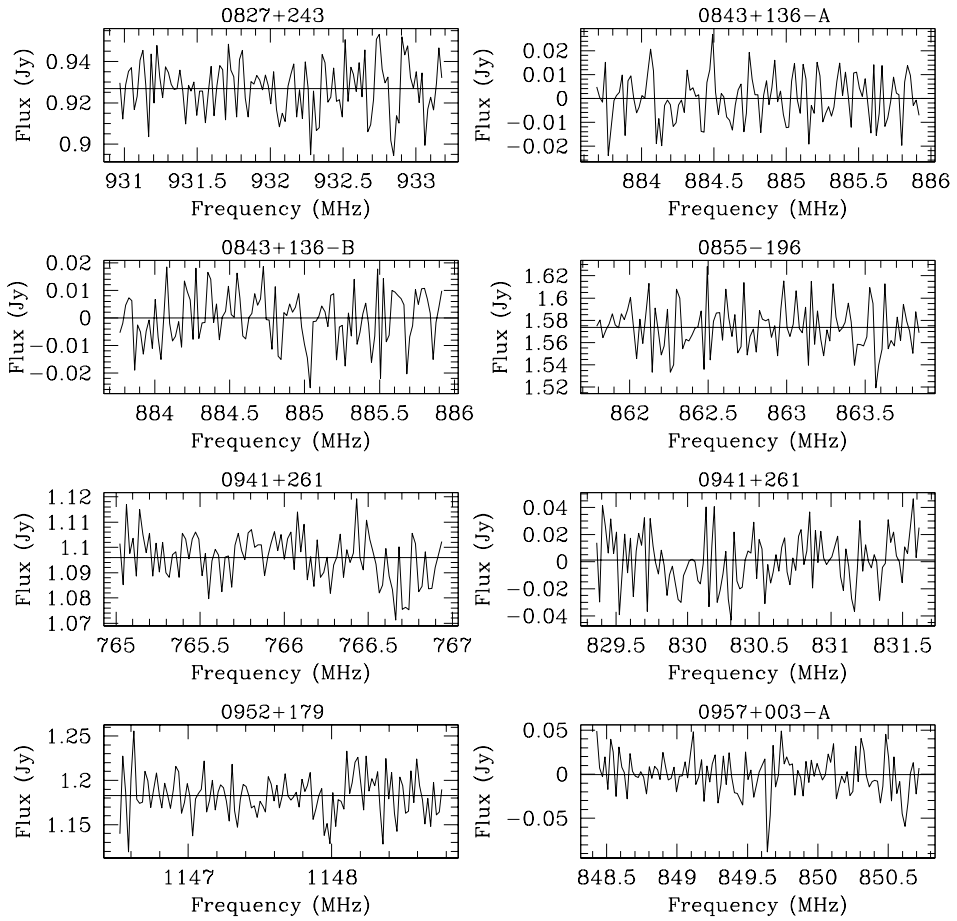 0827+243
Flux (Jy)
0.94
0.92
0.9
931 931.5 932 932.5 933
Frequency (MHz)
0843+136-A
Flux (Jy)
0.02
0.01
0
-0.01
-0.02
884 884.5 885 885.5 886
Frequency (MHz)
0843+136-B
Flux (Jy)
0.02
0.01
0
-0.01
-0.02
884 884.5 885 885.5 886
Frequency (MHz)
0855-196
Flux (Jy)
1.62
1.6
1.58
1.56
1.54
1.52
862 862.5 863 863.5
Frequency (MHz)
0941+261
Flux (Jy)
1.12
1.11
1.1
1.09
1.08
1.07
765 765.5 766 766.5 767
Frequency (MHz)
0941+261
Flux (Jy)
0.04
0.02
0
-0.02
-0.04
829.5 830 830.5 831 831.5
Frequency (MHz)
0952+179
Flux (Jy)
1.25
1.2
1.15
1147 1148
Frequency (MHz)
0957+003-A
Flux (Jy)
0.05
0
-0.05
848.5 849 849.5 850 850.5
Frequency (MHz)